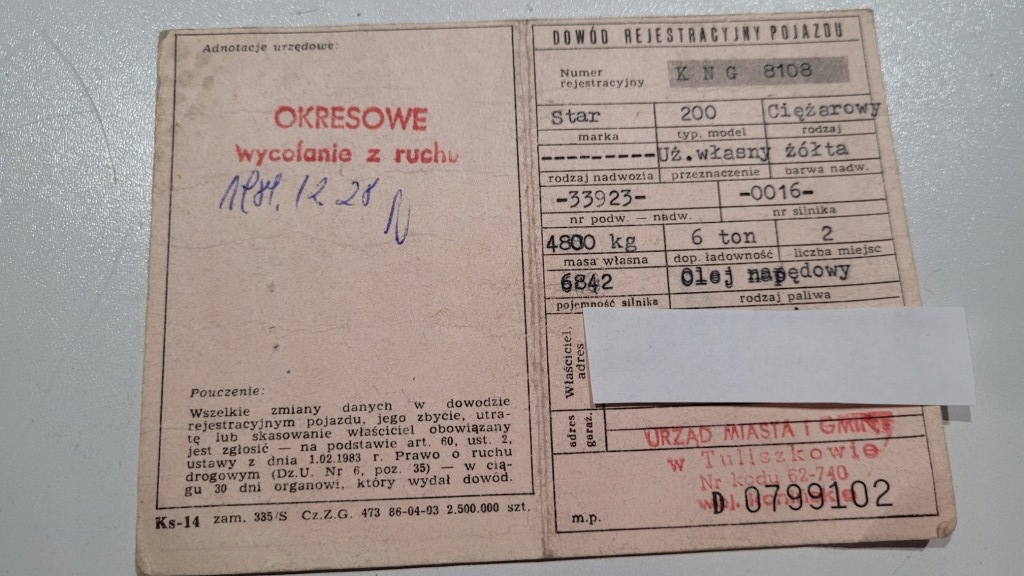 Adnotacje urzędowe:
OKRESOWE
wycofanie z ruchu
12 28
Pouczenie:
Wszelkie zmiany danych w dowodzie
rejestracyjnym pojazdu, jego zbycie, utra-
tę lub skasowanie właściciel obowiązany
jest zgłosić — na podstawie art. 60, ust. 2,
ustawy z dnia 1.02.1983 r. Prawo o ruchu
drogowym (Dz.U. Nr 6, poz. 35) — w cią-
gu 30 dni organowi, który wydał dowód.
Ks-14 zam. 335/S Cz.Z.G. 473 86-04-03 2.500.000 szt.
DOWÓD REJESTRACYJNY POJAZDU
Numer
rejestracyjny
KNG 8108
Star 200 Ciężarowy
marka typ, model rodzaj
---------Uż.własny żółta
rodzaj nadwozia przeznaczenie barwa nadw.
-33923- -0016-
nr podw. — nadw. nr silnika
4800 kg 6 ton 2
masa własna dop. ładowność liczba miejsc
6842 Olej napędowy
pojemność silnika rodzaj paliwa
Właściciel,
adres
adres
garaż.
URZĄD MIASTA I GMINY
w Tuliszkowie
Nr kodu 62-740
woj.
D 0799102
m.p.